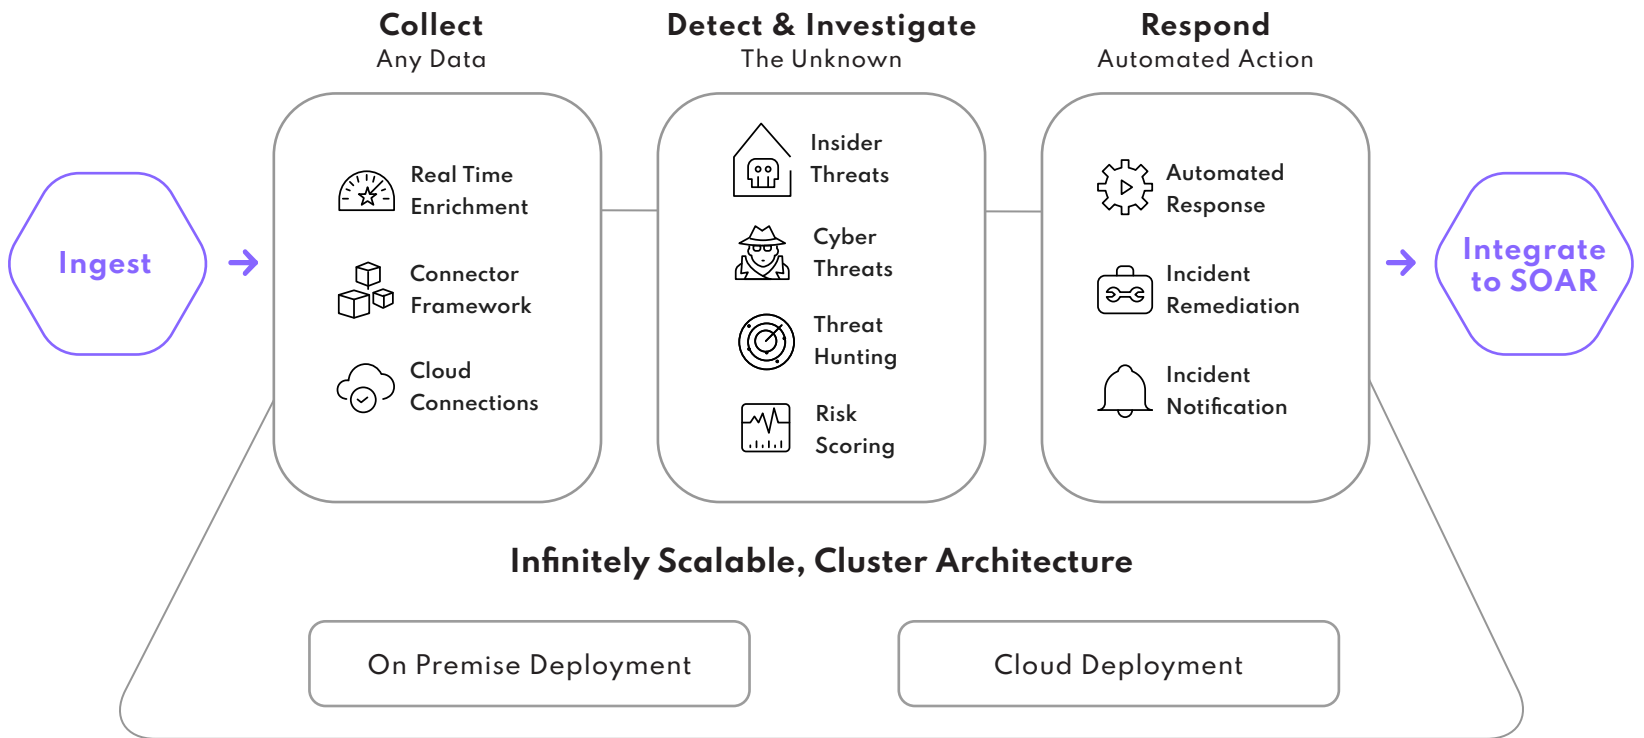 Collect
Any Data
Detect & Investigate
The Unknown
Respond
Automated Action
Ingest
Real Time
Enrichment
Connector
Framework
Cloud
Connections
Insider
Threats
Cyber
Threats
Threat
Hunting
Risk
Scoring
Automated
Response
Incident
Remediation
Incident
Notification
Integrate
to SOAR
Infinitely Scalable, Cluster Architecture
On Premise Deployment
Cloud Deployment